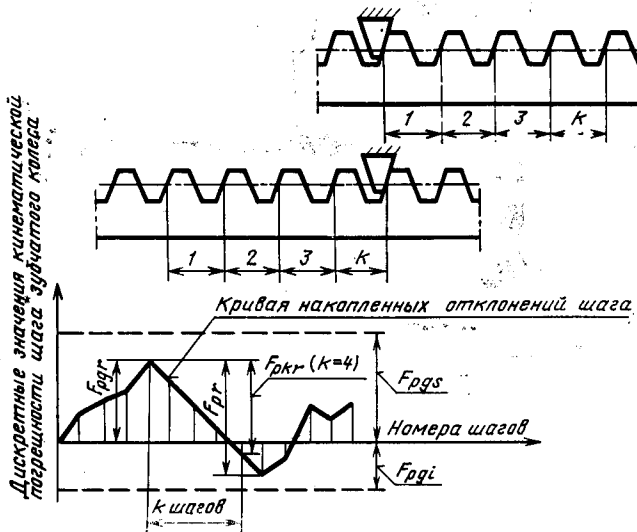 1 2 3 K
1 2 3 K
Дискретные значения кинематической
погрешности шага зубчатого колеса
Кривая накопленных отклонений шага
Fpgr
Fpr
Fpkr (k=4)
Fpgs
Номера шагов
Fpgi
k шагов